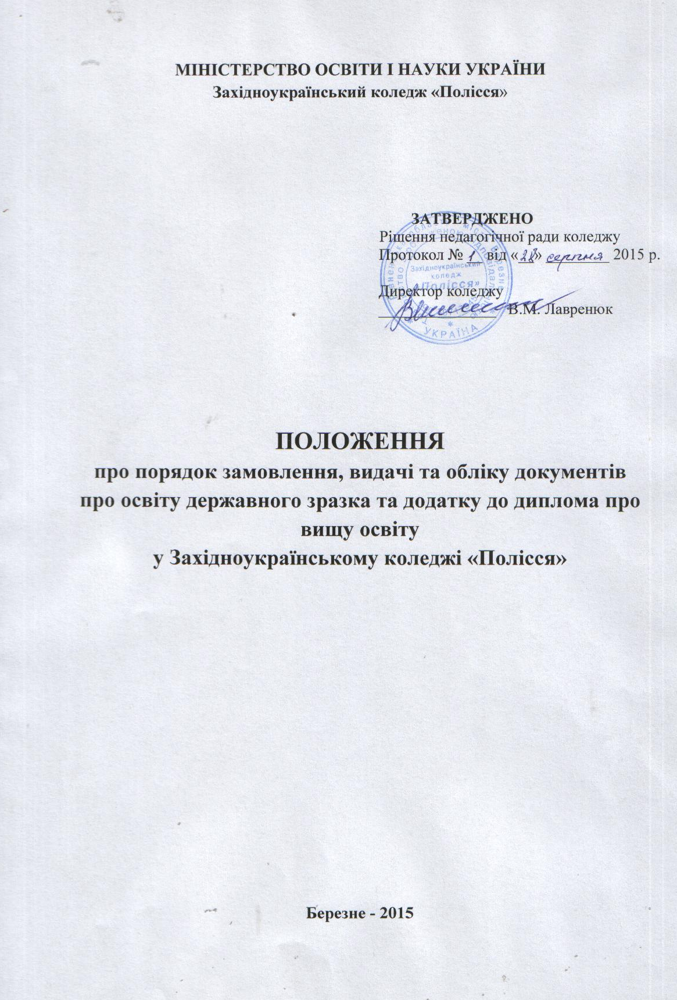 МІНІСТЕРСТВО ОСВІТИ І НАУКИ УКРАЇНИ
Західноукраїнський коледж «Полісся»
ЗАТВЕРДЖЕНО
Рішення педагогічної ради коледжу
Протокол № 1 від «28» серпня 2015 р.
Директор коледжу
В.М. Лавренюк
Західноукраїнський
коледж
«Полісся»
УКРАЇНА
ПОЛОЖЕННЯ
про порядок замовлення, видачі та обліку документів
про освіту державного зразка та додатку до диплома про
вищу освіту
у Західноукраїнському коледжі «Полісся»
Березне - 2015